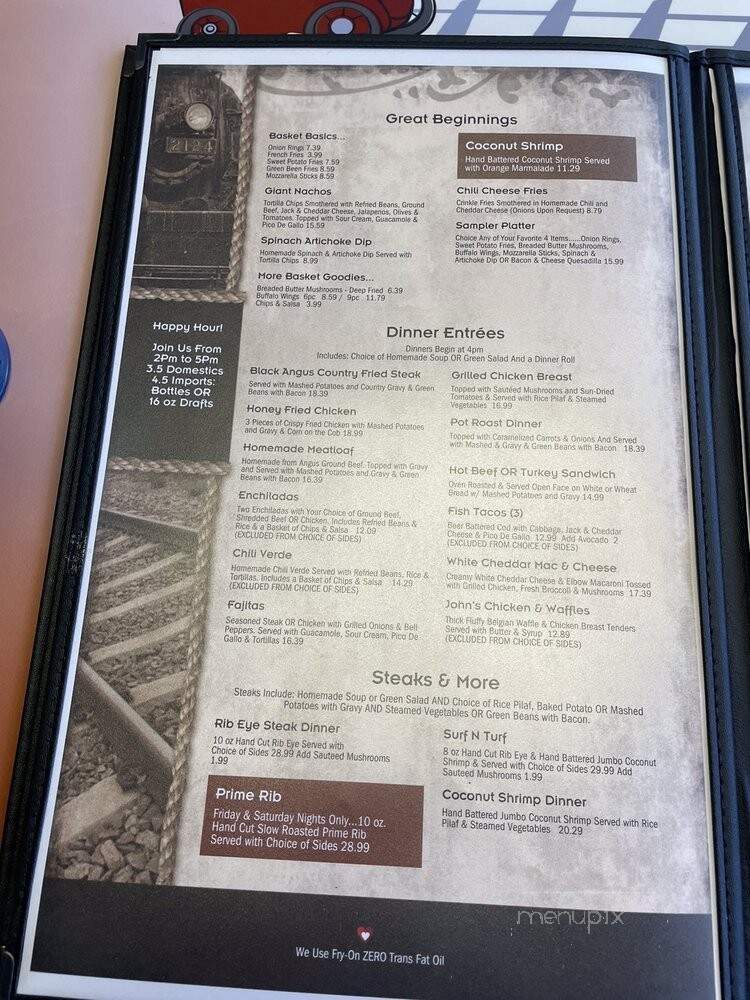 2124
Happy Hour!
Join Us From
2Pm to 5Pm
3.5 Domestics
4.5 Imports:
Bottles OR
16 oz Drafts
Great Beginnings
Basket Basics...
Onion Rings 7.39
French Fries 3.99
Sweet Potato Fries 7.59
Green Been Fries 8.59
Mozzarella Sticks 8.59
Giant Nachos
Tortilla Chips Smothered with Refried Beans, Ground
Beef, Jack & Cheddar Cheese, Jalapenos, Olives &
Tomatoes. Topped with Sour Cream, Guacamole &
Pico De Gallo 15.59
Spinach Artichoke Dip
Homemade Spinach & Artichoke Dip Served with
Tortilla Chips 8.99
More Basket Goodies...
Breaded Butter Mushrooms - Deep Fried 6.39
Buffalo Wings 6pc 8.59 / 9pc 11.79
Chips & Salsa 3.99
Coconut Shrimp
Hand Battered Coconut Shrimp Served
with Orange Marmalade 11.29
Chili Cheese Fries
Crinkle Fries Smothered in Homemade Chili and
Cheddar Cheese (Onions Upon Request) 8.79
Sampler Platter
Choice Any of Your Favorite 4 Items.....Onion Rings,
Sweet Potato Fries, Breaded Butter Mushrooms,
Buffalo Wings, Mozzarella Sticks, Spinach &
Artichoke Dip OR Bacon & Cheese Quesadilla 15.99
Dinner Entrées
Dinners Begin at 4pm
Includes: Choice of Homemade Soup OR Green Salad And a Dinner Roll
Black Angus Country Fried Steak
Served with Mashed Potatoes and Country Gravy & Green
Beans with Bacon 18.39
Honey Fried Chicken
3 Pieces of Crispy Fried Chicken with Mashed Potatoes
and Gravy & Corn on the Cob 18.99
Homemade Meatloaf
Homemade from Angus Ground Beef. Topped with Gravy
and Served with Mashed Potatoes and Gravy & Green
Beans with Bacon 16.39
Enchiladas
Two Enchiladas with Your Choice of Ground Beef,
Shredded Beef OR Chicken. Includes Refried Beans &
Rice & a Basket of Chips & Salsa 12.09
(EXCLUDED FROM CHOICE OF SIDES)
Chili Verde
Homemade Chili Verde Served with Refried Beans, Rice &
Tortillas. Includes a Basket of Chips & Salsa 14.29
(EXCLUDED FROM CHOICE OF SIDES)
Fajitas
Seasoned Steak OR Chicken with Grilled Onions & Bell
Peppers. Served with Guacamole, Sour Cream, Pico De
Gallo & Tortillas 16.39
Grilled Chicken Breast
Topped with Sautéed Mushrooms and Sun-Dried
Tomatoes & Served with Rice Pilaf & Steamed
Vegetables 16.99
Pot Roast Dinner
Topped with Caramelized Carrots & Onions And Served
with Mashed & Gravy & Green Beans with Bacon 18.39
Hot Beef OR Turkey Sandwich
Oven Roasted & Served Open Face on White or Wheat
Bread w/ Mashed Potatoes and Gravy 14.99
Fish Tacos (3)
Beer Battered Cod with Cabbage, Jack & Cheddar
Cheese & Pico De Gallo 12.99 Add Avocado 2
(EXCLUDED FROM CHOICE OF SIDES)
White Cheddar Mac & Cheese
Creamy White Cheddar Cheese & Elbow Macaroni Tossed
with Grilled Chicken, Fresh Broccoli & Mushrooms 17.39
John's Chicken & Waffles
Thick Fluffy Belgian Waffle & Chicken Breast Tenders
Served with Butter & Syrup 12.89
(EXCLUDED FROM CHOICE OF SIDES)
Steaks & More
Steaks Include: Homemade Soup or Green Salad AND Choice of Rice Pilaf, Baked Potato OR Mashed
Potatoes with Gravy AND Steamed Vegetables OR Green Beans with Bacon.
Rib Eye Steak Dinner
10 oz Hand Cut Rib Eye Served with
Choice of Sides 28.99 Add Sauteed Mushrooms
1.99
Prime Rib
Friday & Saturday Nights Only...10 oz.
Hand Cut Slow Roasted Prime Rib
Served with Choice of Sides 28.99
Surf N Turf
8 oz Hand Cut Rib Eye & Hand Battered Jumbo Coconut
Shrimp & Served with Choice of Sides 29.99 Add
Sauteed Mushrooms 1.99
Coconut Shrimp Dinner
Hand Battered Jumbo Coconut Shrimp Served with Rice
Pilaf & Steamed Vegetables 20.29
menupix
We Use Fry-On ZERO Trans Fat Oil